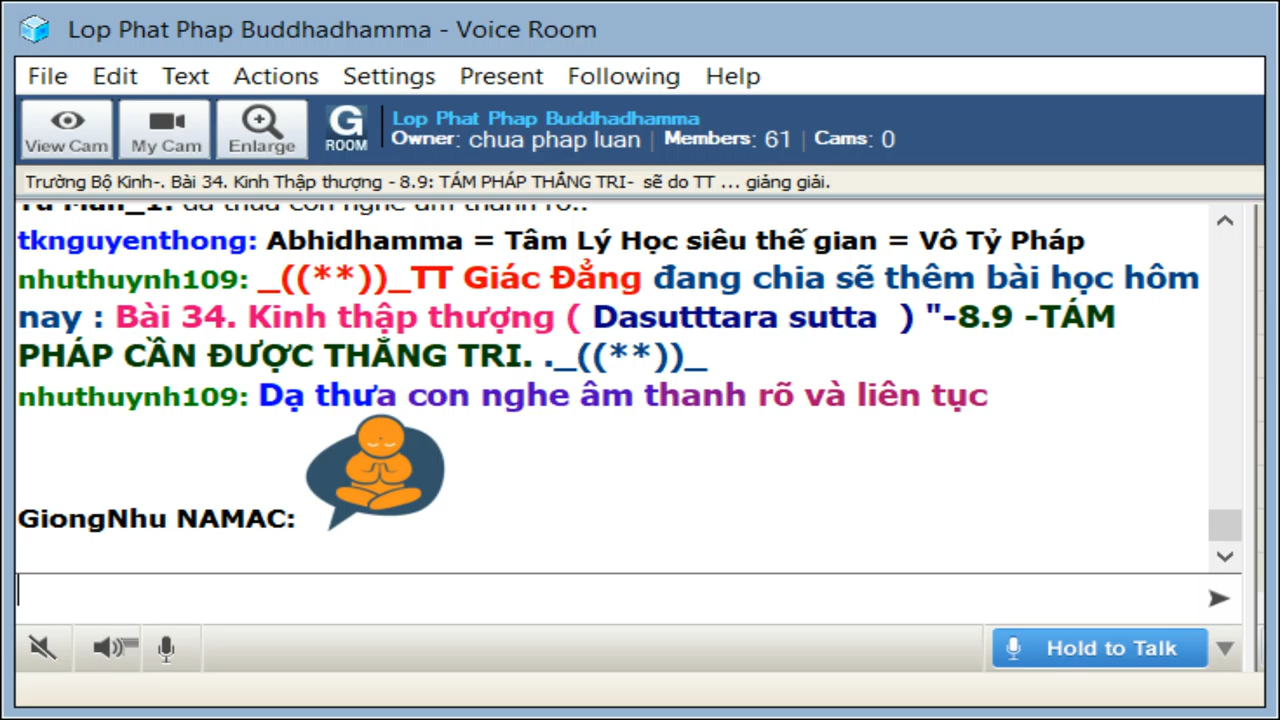 Lop Phat Phap Buddhadhamma - Voice Room
File Edit Text Actions Settings Present Following Help
View Cam My Cam Enlarge G ROOM
Lop Phat Phap Buddhadhamma
Owner: chua phap luan | Members: 61 | Cams: 0
Trường Bộ Kinh-. Bài 34. Kinh Thập thượng - 8.9: TÁM PHÁP THẮNG TRI- sẽ do TT ... giảng giải.
tknguyenthong: Abhidhamma = Tâm Lý Học siêu thế gian = Vô Tỷ Pháp
nhuthuynh109: _((**))_TT Giác Đẳng đang chia sẽ thêm bài học hôm
nay : Bài 34. Kinh thập thượng ( Dasutttara sutta ) "-8.9 -TÁM
PHÁP CẦN ĐƯỢC THẮNG TRI. ._((**))_
nhuthuynh109: Dạ thưa con nghe âm thanh rõ và liên tục
GiongNhu NAMAC:
Hold to Talk